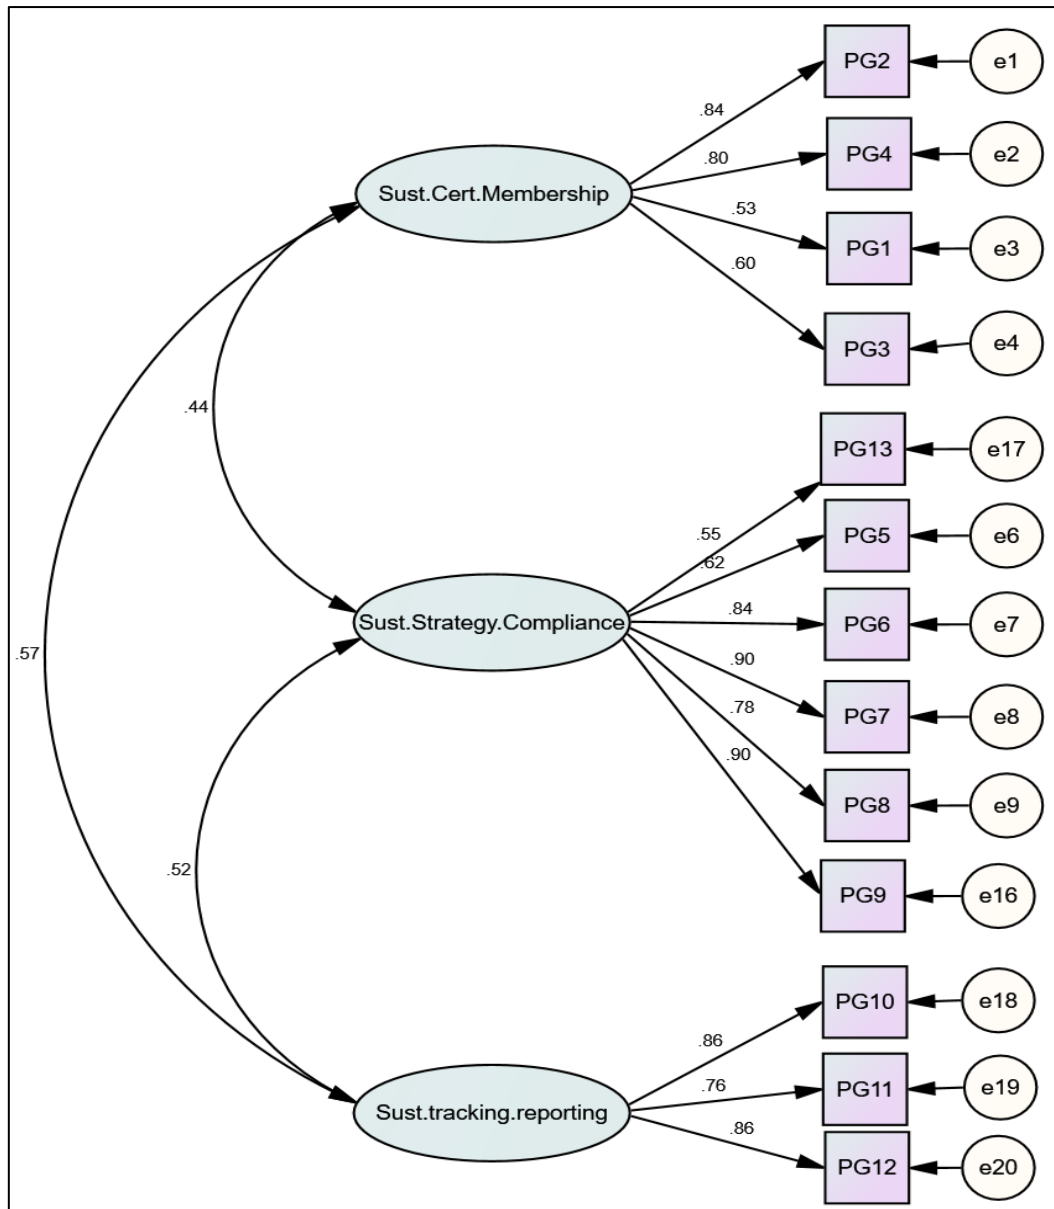 PG2
e1
.84
PG4
e2
.80
Sust.Cert.Membership
.53
PG1
e3
.60
PG3
e4
.44
PG13
e17
.55
PG5
e6
.62
Sust.Strategy.Compliance
.84
PG6
e7
.57
.90
PG7
e8
.78
.90
PG8
e9
.52
PG9
e16
PG10
e18
.86
.76
PG11
e19
Sust.tracking.reporting
.86
PG12
e20